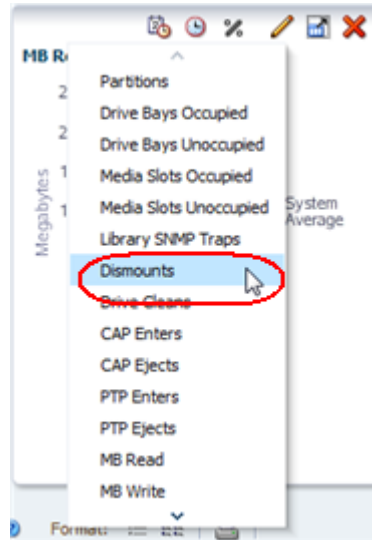 MB R
Partitions
Drive Bays Occupied
Drive Bays Unoccupied
Media Slots Occupied
Media Slots Unoccupied
Library SNMP Traps
Dismounts
Drive Cleans
CAP Enters
CAP Ejects
PTP Enters
PTP Ejects
MB Read
MB Write
2
2
1
1
Megabytes
System
Average
Format: